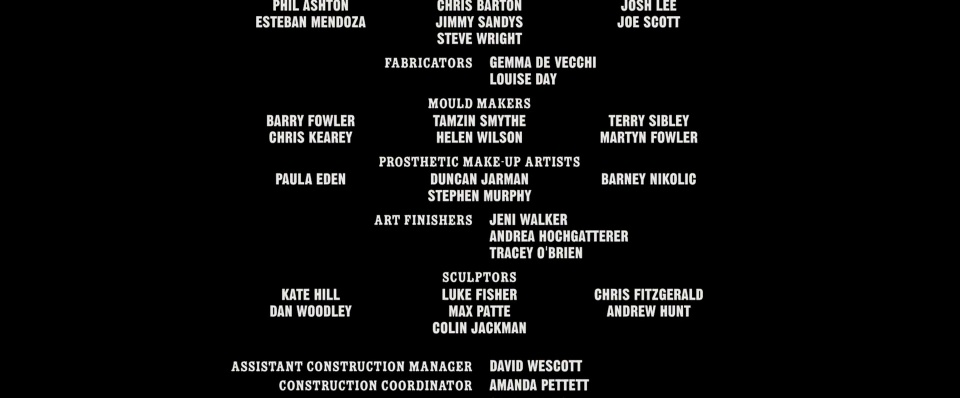 PHIL ASHTON CHRIS BARTON JOSH LEE
ESTEBAN MENDOZA JIMMY SANDYS JOE SCOTT
STEVE WRIGHT
FABRICATORS GEMMA DE VECCHI
LOUISE DAY
MOULD MAKERS
BARRY FOWLER TAMZIN SMYTHE TERRY SIBLEY
CHRIS KEAREY HELEN WILSON MARTYN FOWLER
PROSTHETIC MAKE-UP ARTISTS
PAULA EDEN DUNCAN JARMAN BARNEY NIKOLIC
STEPHEN MURPHY
ART FINISHERS JENI WALKER
ANDREA HOCHGATTERER
TRACEY O'BRIEN
SCULPTORS
KATE HILL LUKE FISHER CHRIS FITZGERALD
DAN WOODLEY MAX PATTE ANDREW HUNT
COLIN JACKMAN
ASSISTANT CONSTRUCTION MANAGER DAVID WESCOTT
CONSTRUCTION COORDINATOR AMANDA PETTETT